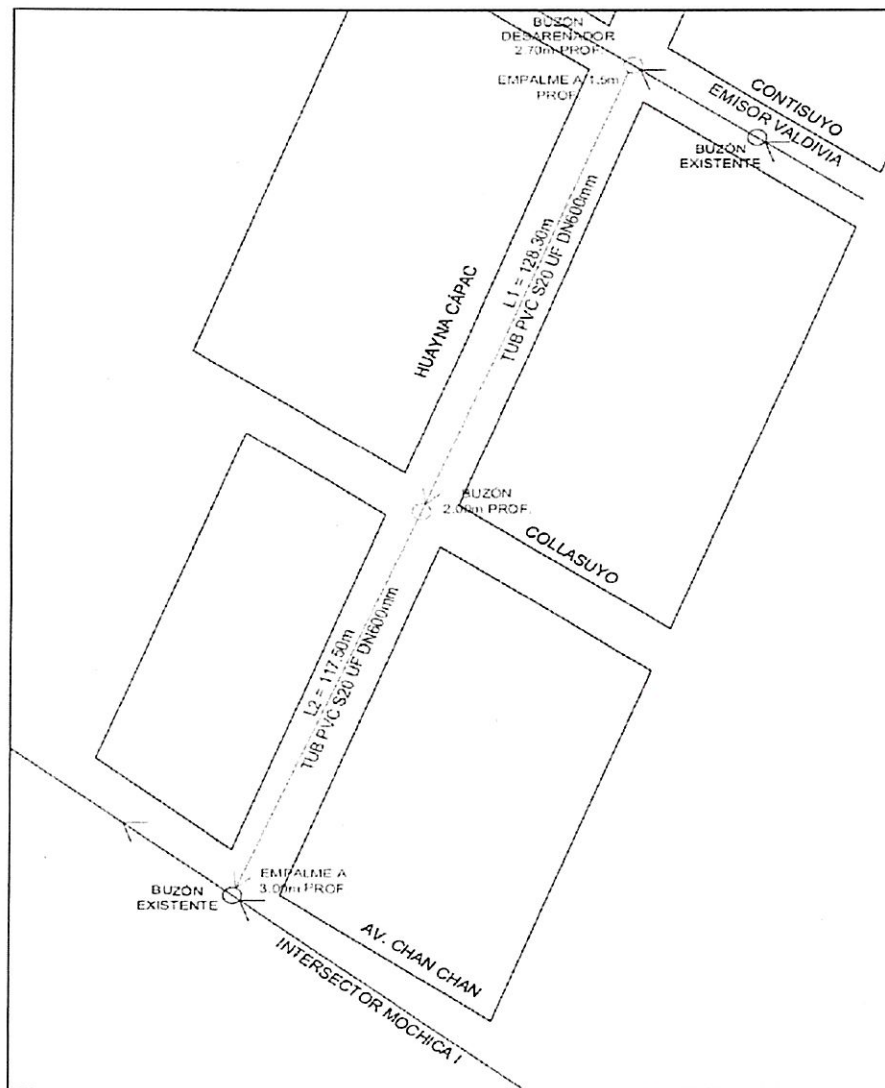 BUZÓN
DESARENADOR
2.70m PROF.
EMPALME A 1.5m
PROF.
CONTISUYO
EMISOR VALDIVIA
BUZÓN
EXISTENTE
L1 = 128.30m
TUB PVC S20 UF DN600mm
HUAYNA CÁPAC
BUZÓN
2.00m PROF.
COLLASUYO
L2 = 117.50m
TUB PVC S20 UF DN600mm
EMPALME A
3.00m PROF
BUZÓN
EXISTENTE
AV. CHAN CHAN
INTERSECTOR MOCHICA I